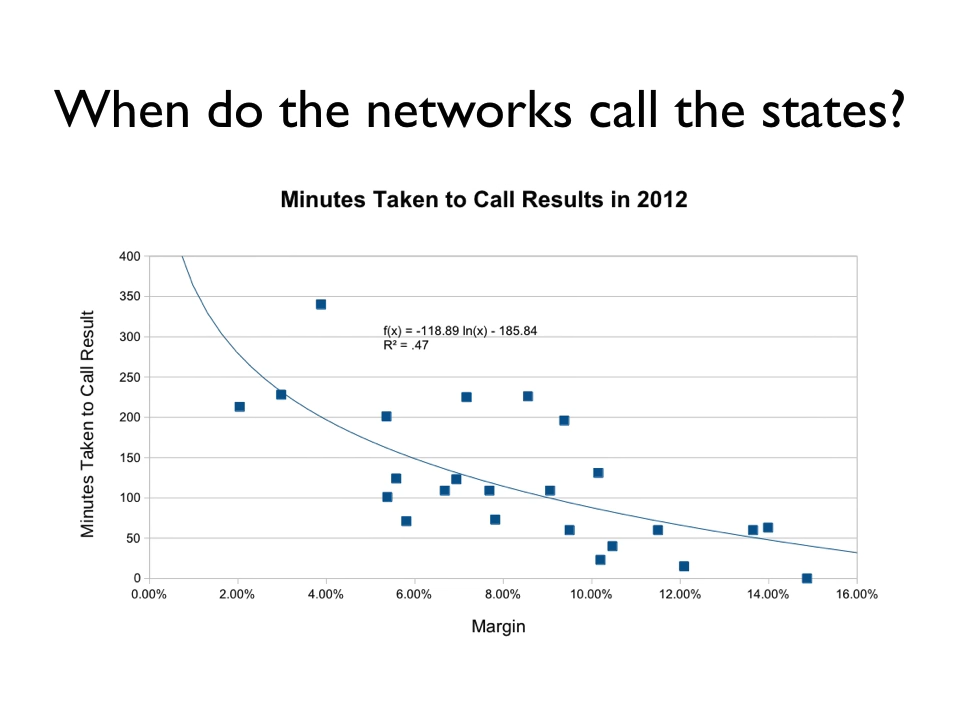 When do the networks call the states?
Minutes Taken to Call Results in 2012
Minutes Taken to Call Result
400
350
300
250
200
150
100
50
0
f(x) = -118.89 ln(x) - 185.84
R² = .47
0.00% 2.00% 4.00% 6.00% 8.00% 10.00% 12.00% 14.00% 16.00%
Margin